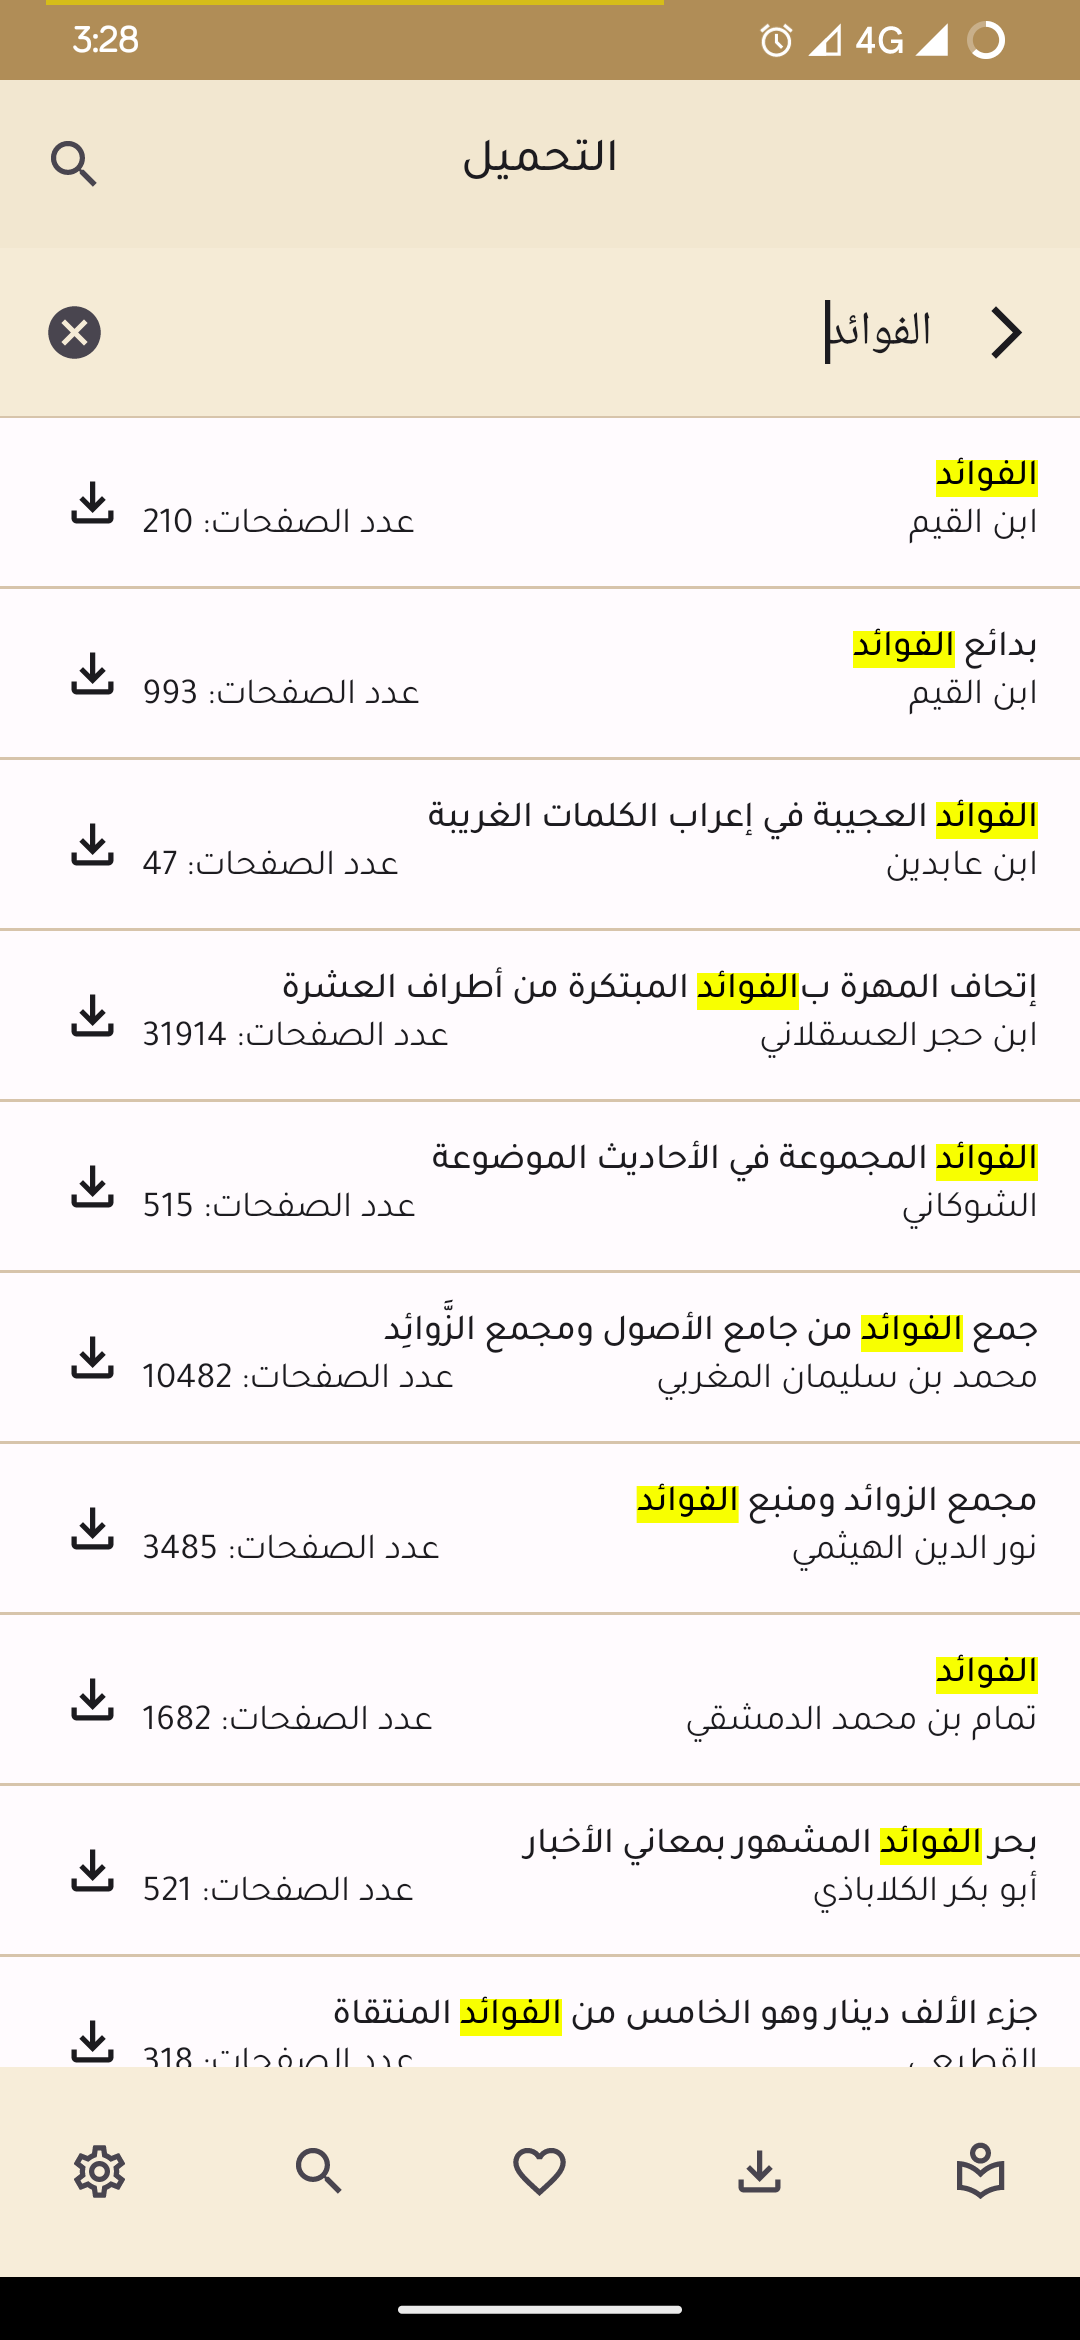 3:28
4G
التحميل
الفوائد
الفوائد
ابن القيم
عدد الصفحات: 210
بدائع الفوائد
ابن القيم
عدد الصفحات: 993
الفوائد العجيبة في إعراب الكلمات الغريبة
ابن عابدين
عدد الصفحات: 47
إتحاف المهرة بالفوائد المبتكرة من أطراف العشرة
ابن حجر العسقلاني
عدد الصفحات: 31914
الفوائد المجموعة في الأحاديث الموضوعة
الشوكاني
عدد الصفحات: 515
جمع الفوائد من جامع الأصول ومجمع الزَّوائِد
محمد بن سليمان المغربي
عدد الصفحات: 10482
مجمع الزوائد ومنبع الفوائد
نور الدين الهيثمي
عدد الصفحات: 3485
الفوائد
تمام بن محمد الدمشقي
عدد الصفحات: 1682
بحر الفوائد المشهور بمعاني الأخبار
أبو بكر الكلاباذي
عدد الصفحات: 521
جزء الألف دينار وهو الخامس من الفوائد المنتقاة
القطيعي
عدد الصفحات: 318